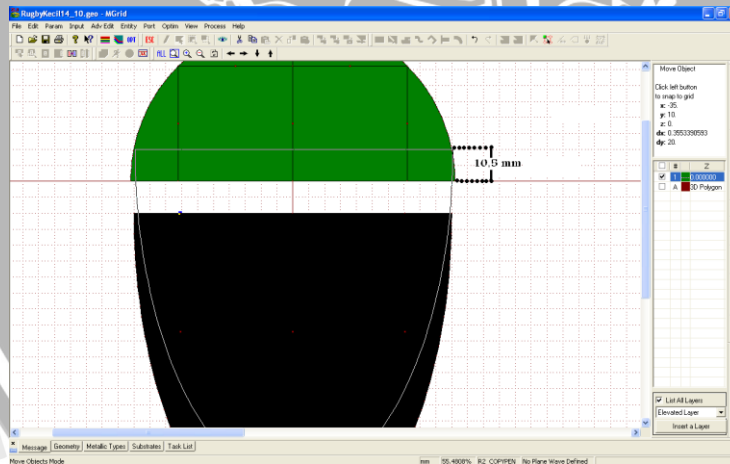 RugbyKecil14_10.geo - MGrid
File Edit Param Input Adv Edit Entity Port Optim View Process Help
ALL
10,5 mm
Move Object
Click left button
to snap to grid
x: -35.
y: 10.
z: 0.
dx: 0.3553390593
dy: 20.
# Z
1 0.000000
A 3D Polygon
List All Layers
Elevated Layer
Insert a Layer
Message Geometry Metallic Types Substrates Task List
Move Objects Mode mm 55.4808% R2 COPYPEN No Plane Wave Defined